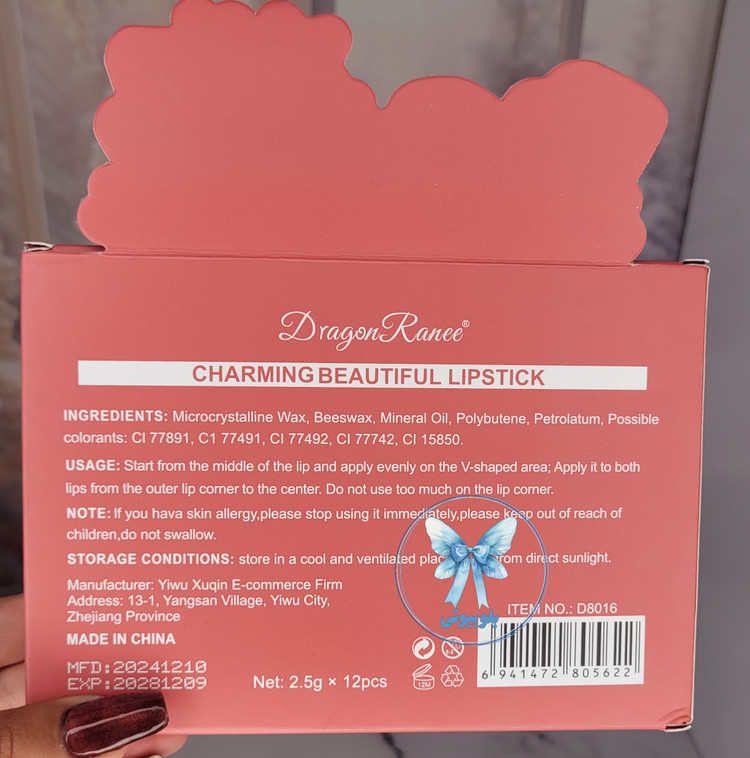 DragonRanee®
CHARMING BEAUTIFUL LIPSTICK
INGREDIENTS: Microcrystalline Wax, Beeswax, Mineral Oil, Polybutene, Petrolatum, Possible
colorants: CI 77891, C1 77491, CI 77492, CI 77742, CI 15850.
USAGE: Start from the middle of the lip and apply evenly on the V-shaped area; Apply it to both
lips from the outer lip corner to the center. Do not use too much on the lip corner.
NOTE: If you hava skin allergy,please stop using it immediately,please keep out of reach of
children,do not swallow.
STORAGE CONDITIONS: store in a cool and ventilated from direct sunlight.
Manufacturer: Yiwu Xuqin E-commerce Firm
Address: 13-1, Yangsan Village, Yiwu City,
Zhejiang Province
MADE IN CHINA
MFD:20241210
EXP:20281209
Net: 2.5g × 12pcs
12M
بلوبیوتی
ITEM NO.: D8016
6 941472 805622